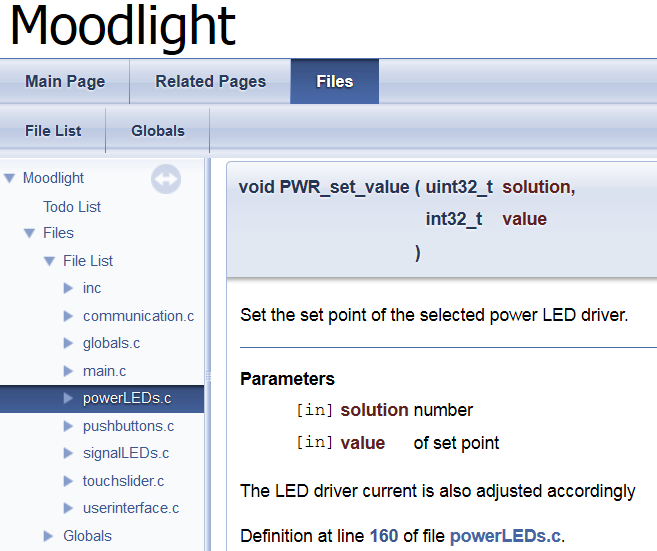 Moodlight
Main Page Related Pages Files
File List Globals
Moodlight
Todo List
Files
File List
inc
communication.c
globals.c
main.c
powerLEDs.c
pushbuttons.c
signalLEDs.c
touchslider.c
userinterface.c
Globals
void PWR_set_value ( uint32_t solution,
int32_t value
)
Set the set point of the selected power LED driver.
Parameters
[in] solution number
[in] value of set point
The LED driver current is also adjusted accordingly
Definition at line 160 of file powerLEDs.c.